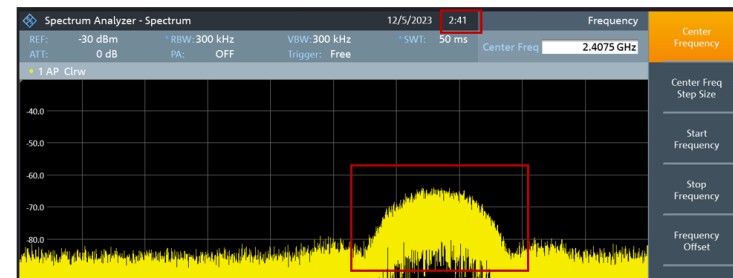 Spectrum Analyzer - Spectrum 12/5/2023 2:41 Frequency
REF: -30 dBm * RBW: 300 kHz VBW: 300 kHz * SWT: 50 ms Center Freq 2.4075 GHz
ATT: 0 dB PA: OFF Trigger: Free
1 AP Clrw
-40.0
-50.0
-60.0
-70.0
-80.0
Center
Frequency
Center Freq
Step Size
Start
Frequency
Stop
Frequency
Frequency
Offset